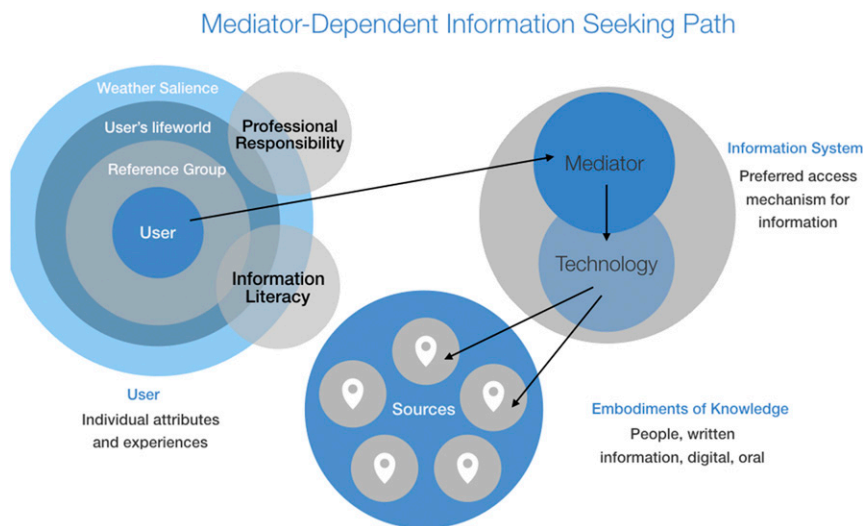 Mediator-Dependent Information Seeking Path
Weather Salience
User's lifeworld
Reference Group
User
Professional
Responsibility
Information
Literacy
User
Individual attributes
and experiences
Mediator
Technology
Information System
Preferred access
mechanism for
information
Sources
Embodiments of Knowledge
People, written
information, digital, oral